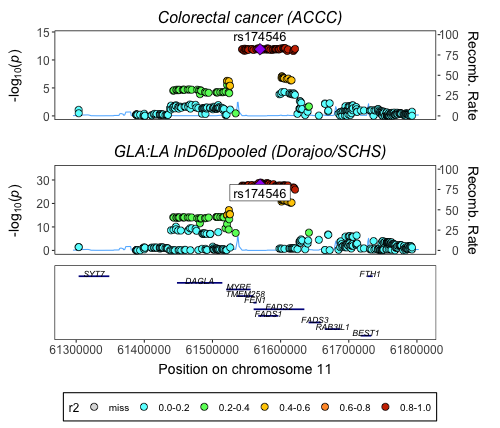 Colorectal cancer (ACCC)
rs174546
15
10
5
0
-log10(p)
100
75
50
25
0
Recomb. Rate
GLA:LA lnD6Dpooled (Dorajoo/SCHS)
rs174546
30
20
10
0
-log10(p)
100
75
50
25
0
Recomb. Rate
SYT7
FTH1
DAGLA
MYRF
TMEM258
FEN1
FADS2
FADS1
FADS3
RAB3IL1
BEST1
61300000 61400000 61500000 61600000 61700000 61800000
Position on chromosome 11
r2 miss 0.0-0.2 0.2-0.4 0.4-0.6 0.6-0.8 0.8-1.0